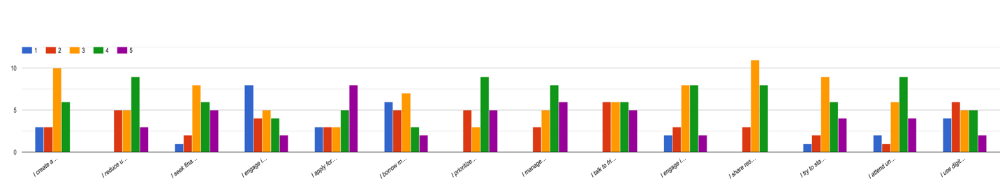 1 2 3 4 5
10
5
0
I create a…
I reduce u…
I seek fina…
I engage i…
I apply for…
I borrow m…
I prioritize…
I manage…
I talk to fri…
I engage i…
I share res…
I try to sta…
I attend un…
I use digit…